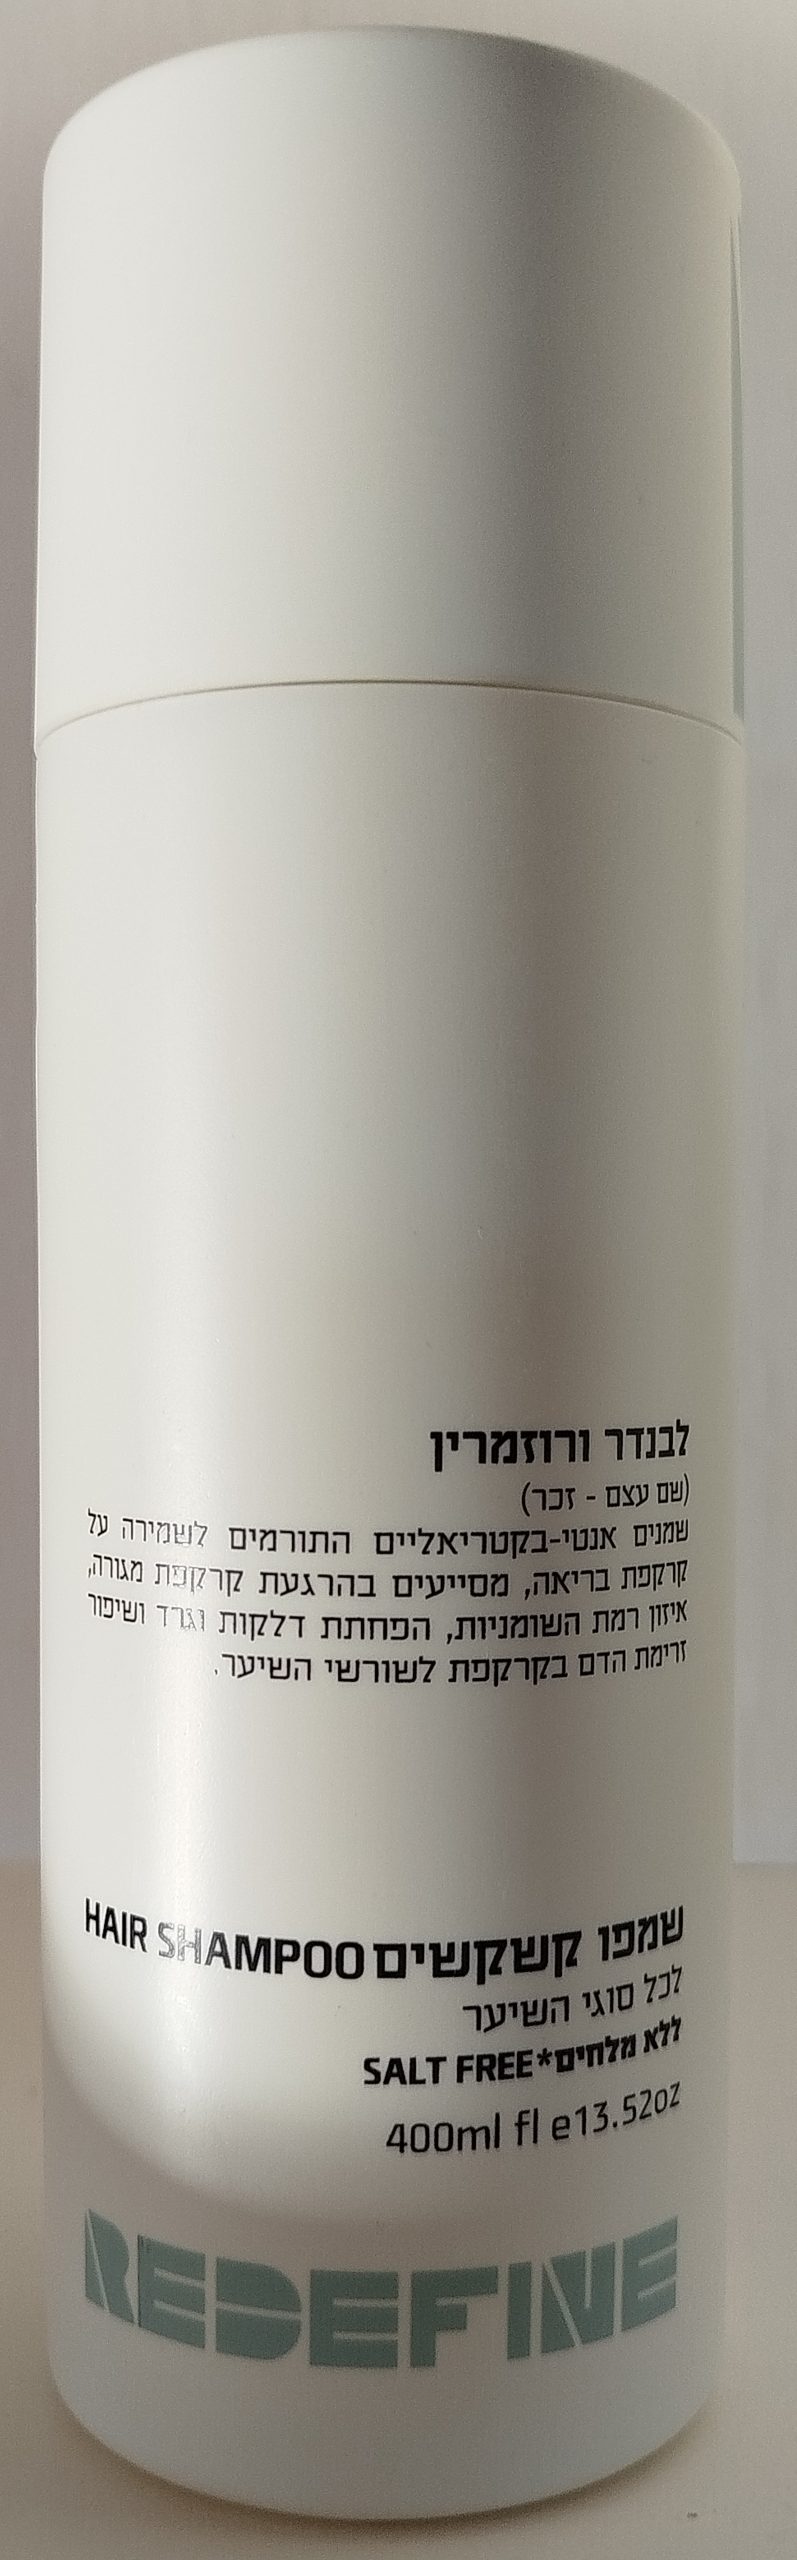 לבנדר ורוזמרין
(שם עצם - זכר)
שמנים אנטי-בקטריאליים התורמים לשמירה על
קרקפת בריאה, מסייעים בהרגעת קרקפת מגורה,
איזון רמת השומניות, הפחתת דלקות וגרד ושיפור
זרימת הדם בקרקפת לשורשי השיער.
שמפו קשקשים HAIR SHAMPOO
לכל סוגי השיער
ללא מלחים*SALT FREE
400ml fl e13.52oz
REDEFINE